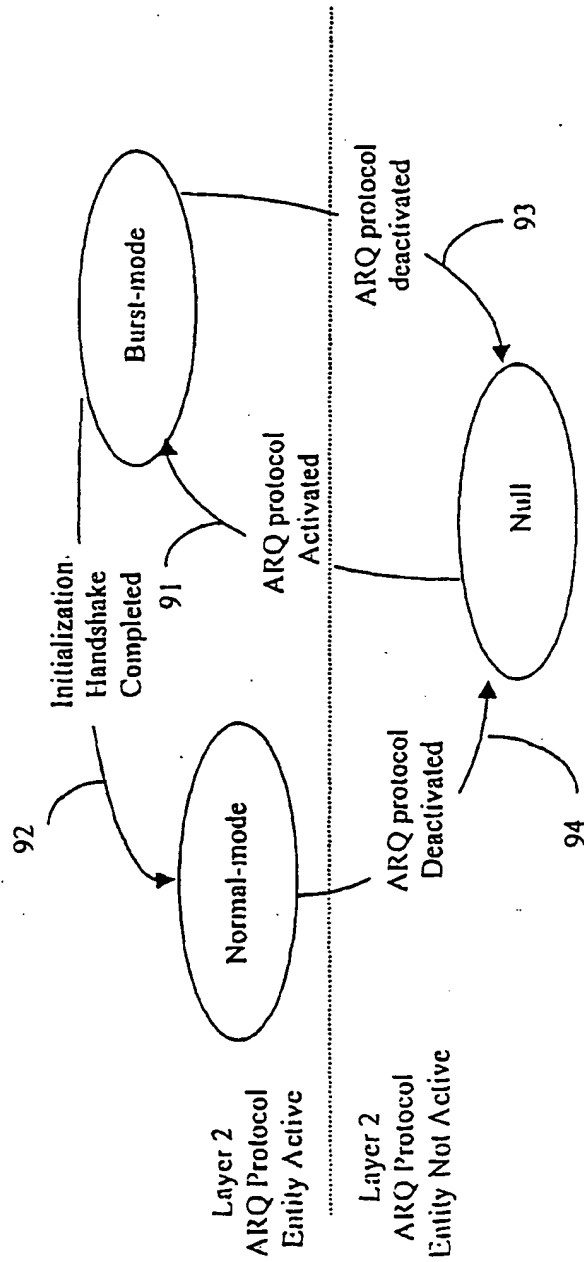 92
Initialization
Handshake
Completed
91
Burst-mode
Normal-mode
ARQ protocol
Activated
Layer 2
ARQ Protocol
Entity Active
Layer 2
ARQ Protocol
Entity Not Active
ARQ protocol
Deactivated
94
Null
ARQ protocol
deactivated
93